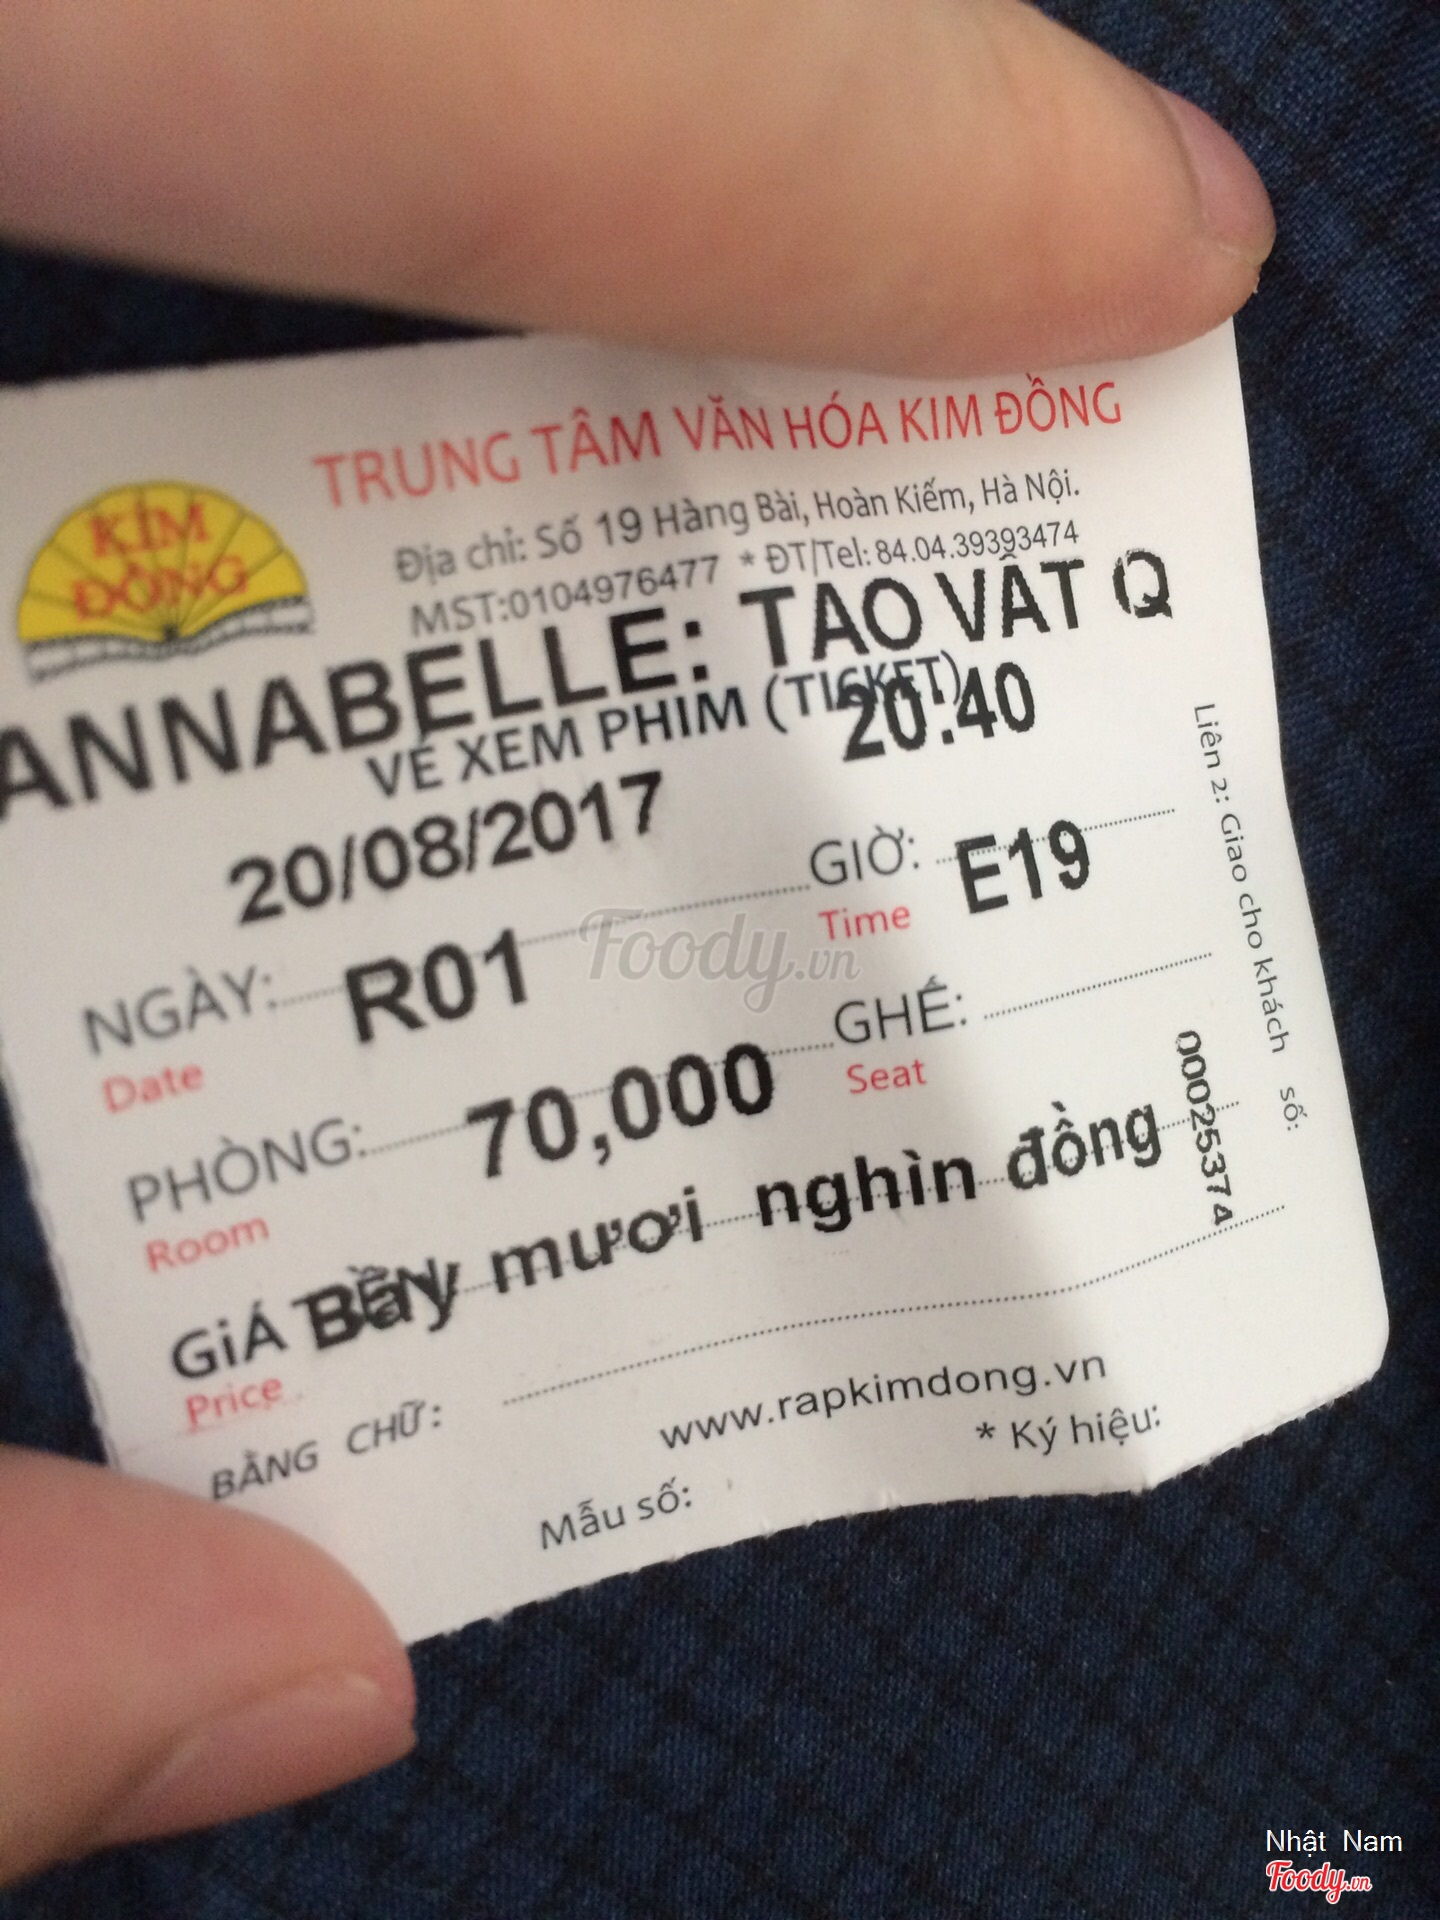 TRUNG TÂM VĂN HÓA KIM ĐỒNG
KIM
ĐỒNG
Địa chỉ: Số 19 Hàng Bài, Hoàn Kiếm, Hà Nội.
MST:0104976477 * ĐT/Tel: 84.04.39393474
ANNABELLE: TẠO VẬT Q
VÉ XEM PHIM (TICKET)
20:40
20/08/2017
NGÀY:
GIỜ:
Date
Time
R01
E19
PHÒNG:
GHẾ:
Room
Seat
70,000
GiÁ TiỀN
Price
Bảy mươi nghìn đồng
BẰNG CHỮ:
www.rapkimdong.vn
Mẫu số:
* Ký hiệu:
Liên 2: Giao cho khách số:
00025374
Foody.vn
Nhật Nam
Foody.vn